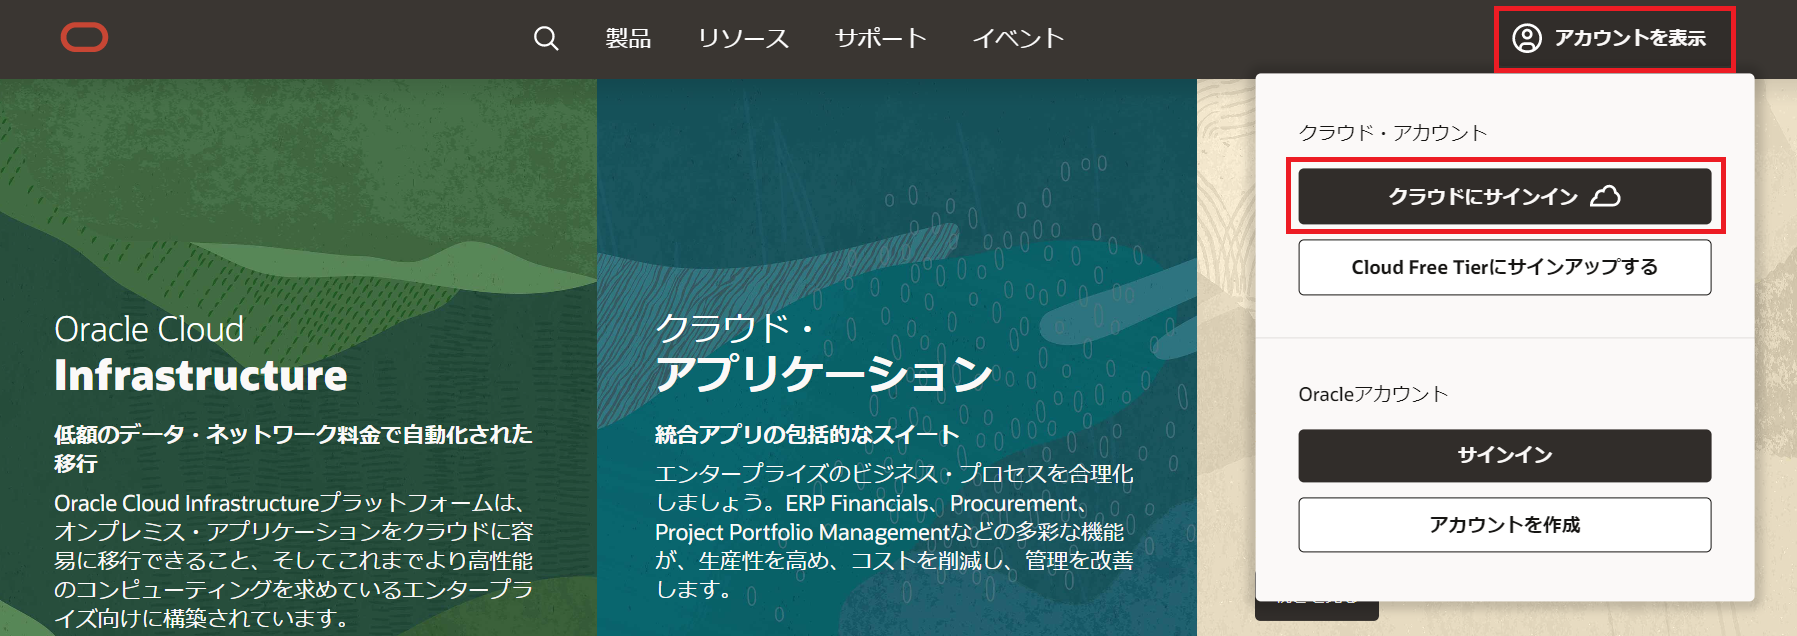 製品
リソース
サポート
イベント
アカウントを表示
Oracle Cloud
Infrastructure
低額のデータ・ネットワーク料金で自動化された
移行
Oracle Cloud Infrastructureプラットフォームは、
オンプレミス・アプリケーションをクラウドに容
易に移行できること、そしてこれまでより高性能
のコンピューティングを求めているエンタープラ
イズ向けに構築されています。
クラウド・
アプリケーション
統合アプリの包括的なスイート
エンタープライズのビジネス・プロセスを合理化
しましょう。ERP Financials、Procurement、
Project Portfolio Managementなどの多彩な機能
が、生産性を高め、コストを削減し、管理を改善
します。
クラウド・アカウント
クラウドにサインイン
Cloud Free Tierにサインアップする
Oracleアカウント
サインイン
アカウントを作成